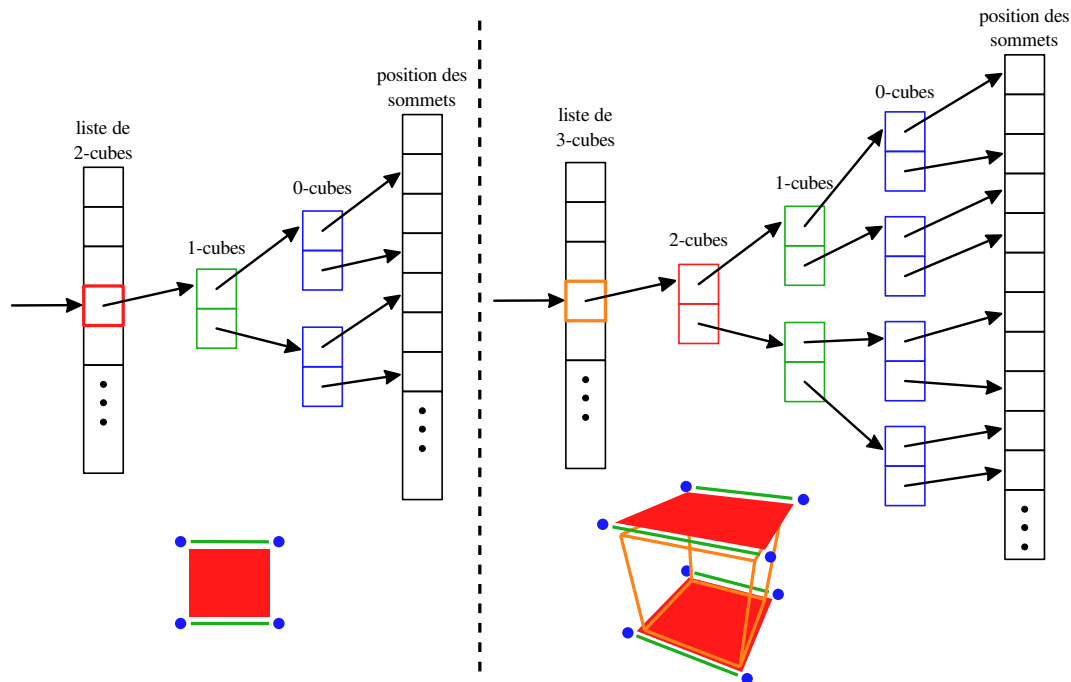 position des
sommets
liste de
2-cubes
0-cubes
1-cubes
position des
sommets
0-cubes
liste de
3-cubes
1-cubes
2-cubes